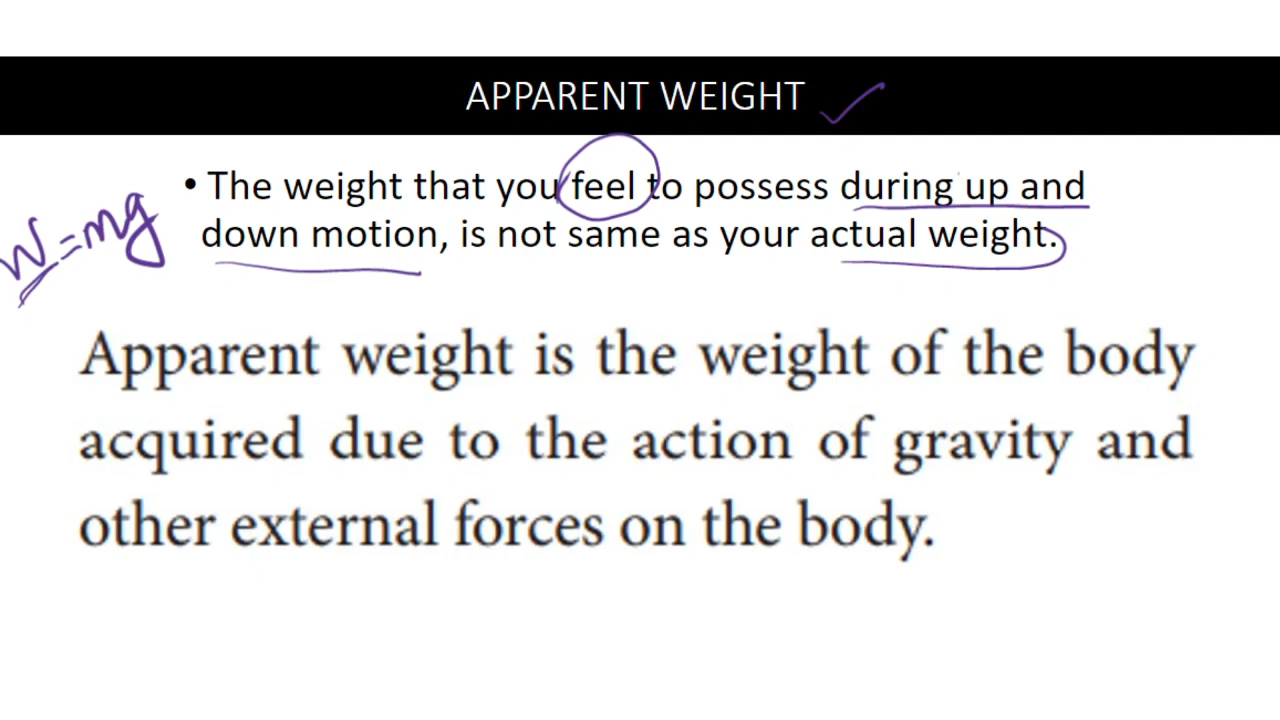 APPARENT WEIGHT
• The weight that you feel to possess during up and
W = mg
down motion, is not same as your actual weight.
Apparent weight is the weight of the body
acquired due to the action of gravity and
other external forces on the body.